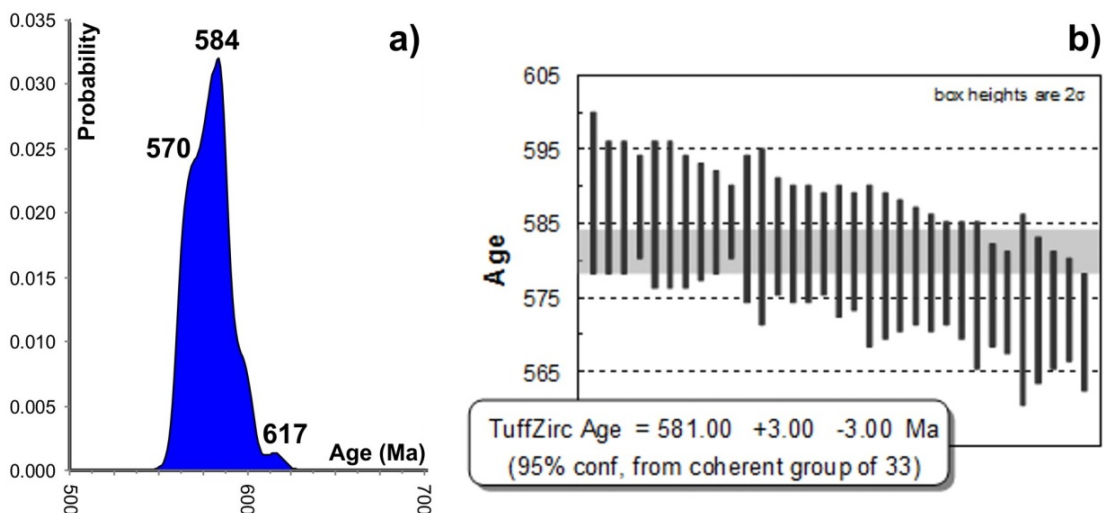 0.035
0.030
0.025
0.020
0.015
0.010
0.005
0.000
Probability
584
570
617
a)
Age (Ma)
500
600
700
b)
605
595
585
575
565
Age
box heights are 2σ
TuffZirc Age = 581.00 +3.00 -3.00 Ma
(95% conf, from coherent group of 33)